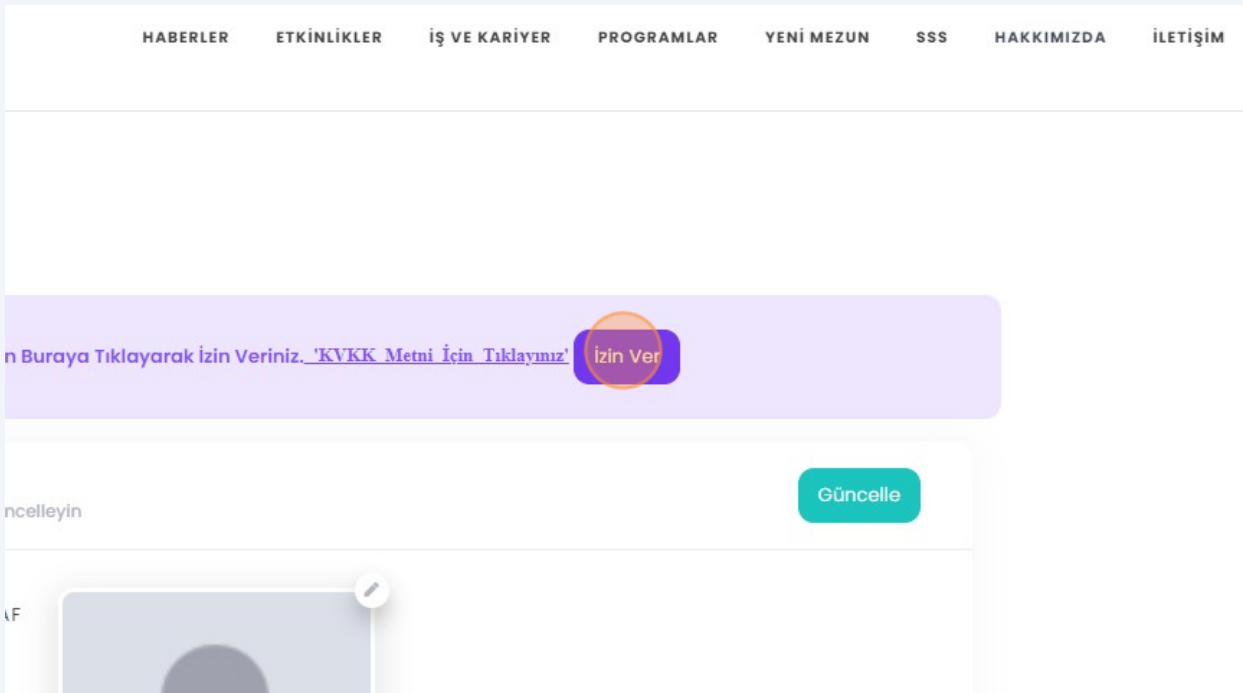 HABERLER ETKİNLİKLER İŞ VE KARİYER PROGRAMLAR YENİ MEZUN SSS HAKKIMIZDA İLETİŞİM
n Buraya Tıklayarak İzin Veriniz. 'KVKK Metni İçin Tıklayınız' İzin Ver
Güncelle
ncelleyin
AF